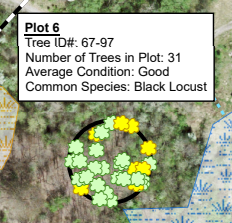 Plot 6
Tree ID#: 67-97
Number of Trees in Plot: 31
Average Condition: Good
Common Species: Black Locust